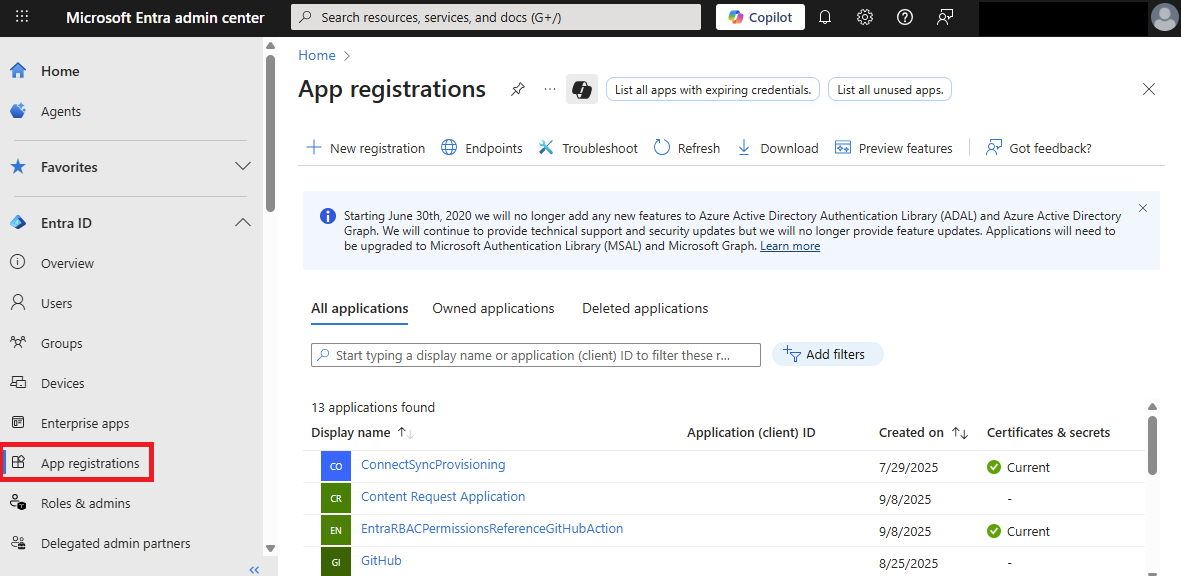 Microsoft Entra admin center
Search resources, services, and docs (G+/)
Copilot
Home
Agents
Favorites
Entra ID
Overview
Users
Groups
Devices
Enterprise apps
App registrations
Roles & admins
Delegated admin partners
Home
App registrations
List all apps with expiring credentials.
List all unused apps.
New registration
Endpoints
Troubleshoot
Refresh
Download
Preview features
Got feedback?
Starting June 30th, 2020 we will no longer add any new features to Azure Active Directory Authentication Library (ADAL) and Azure Active Directory
Graph. We will continue to provide technical support and security updates but we will no longer provide feature updates. Applications will need to
be upgraded to Microsoft Authentication Library (MSAL) and Microsoft Graph. Learn more
All applications Owned applications Deleted applications
Start typing a display name or application (client) ID to filter these r...
Add filters
13 applications found
Display name Application (client) ID Created on Certificates & secrets
CO ConnectSyncProvisioning 7/29/2025 Current
CR Content Request Application 9/8/2025 -
EN EntraRBACPermissionsReferenceGitHubAction 9/8/2025 Current
GI GitHub 8/25/2025 -